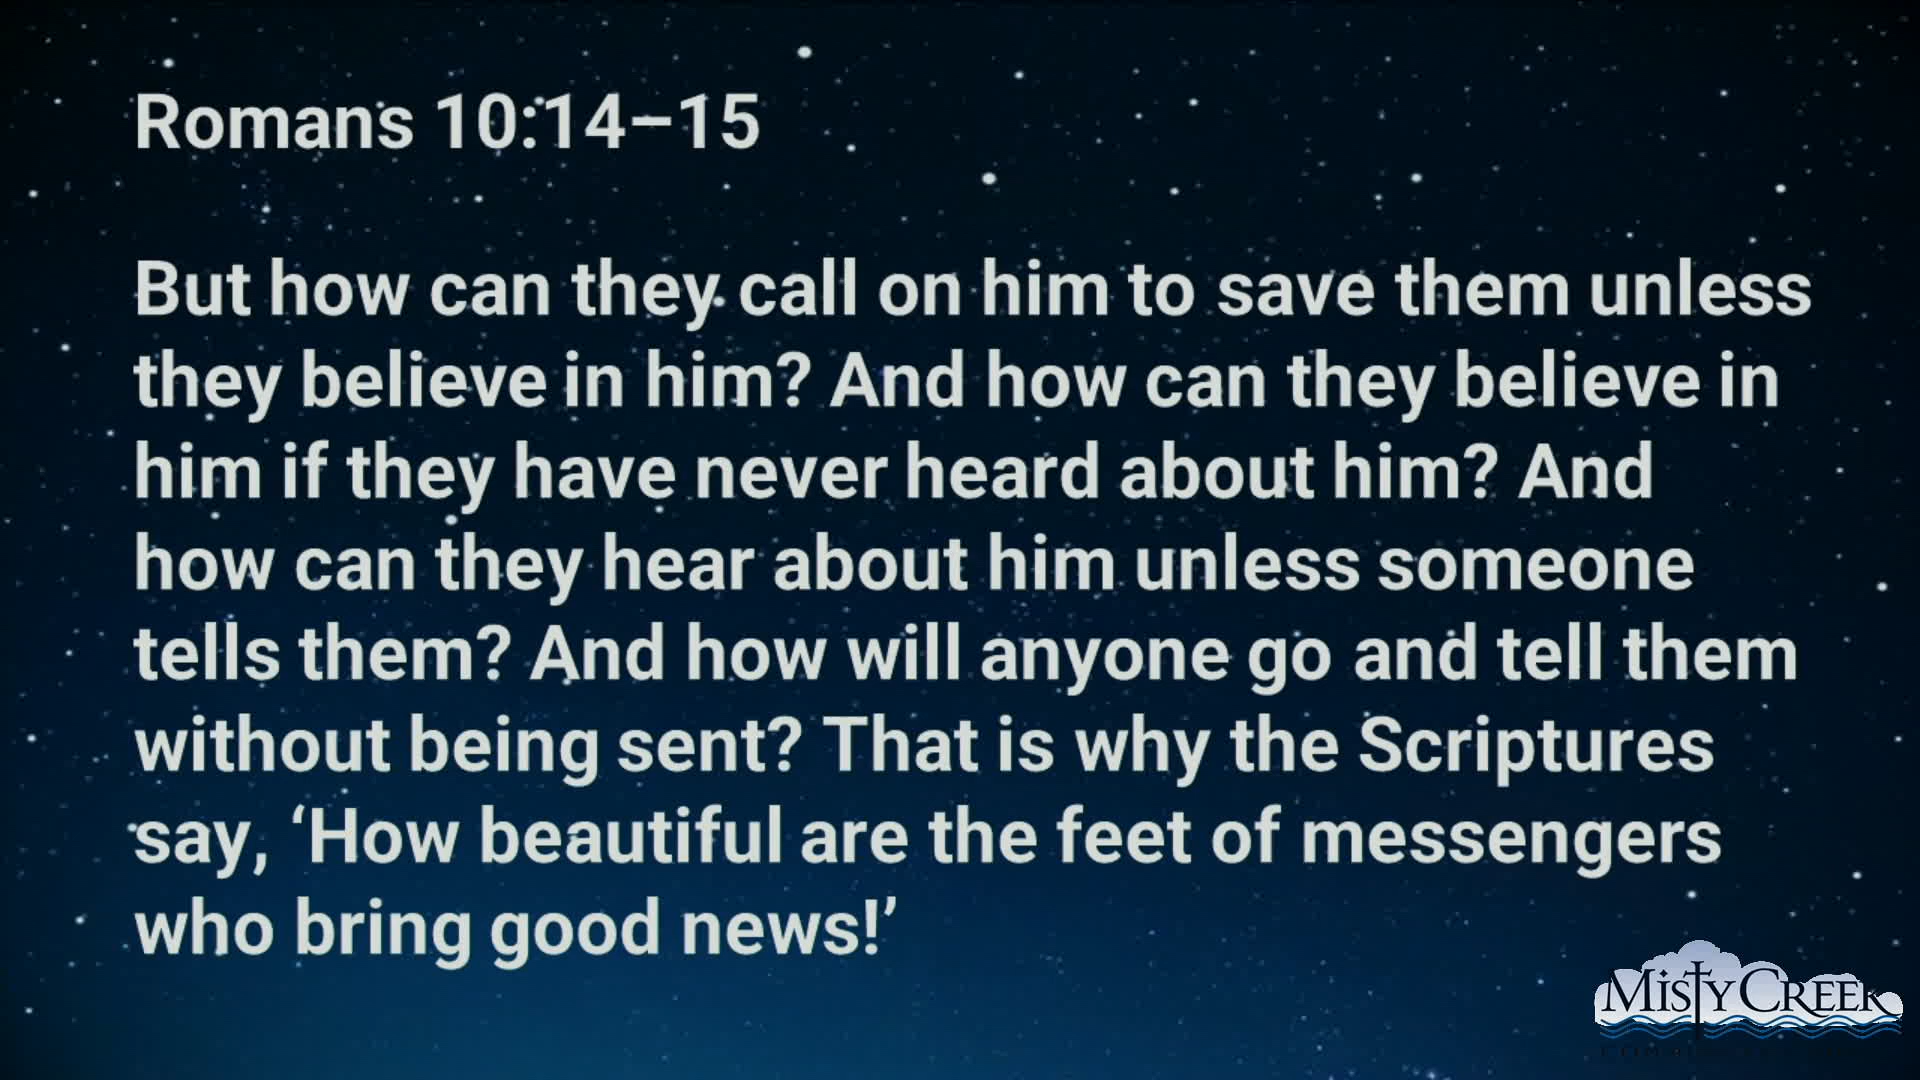 Romans 10:14–15
But how can they call on him to save them unless
they believe in him? And how can they believe in
him if they have never heard about him? And
how can they hear about him unless someone
tells them? And how will anyone go and tell them
without being sent? That is why the Scriptures
say, ‘How beautiful are the feet of messengers
who bring good news!’
MISTY CREEK